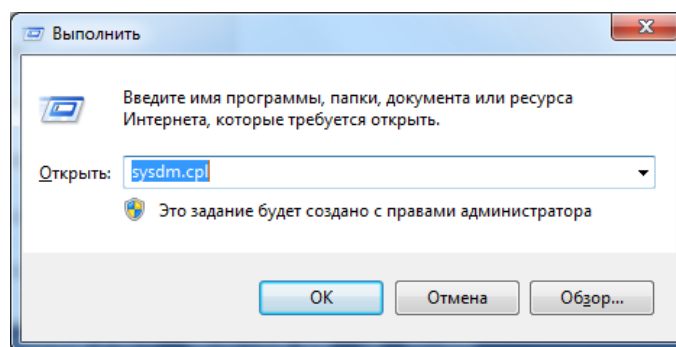 Выполнить
Введите имя программы, папки, документа или ресурса
Интернета, которые требуется открыть.
Открыть: sysdm.cpl
Это задание будет создано с правами администратора
ОК Отмена Обзор...